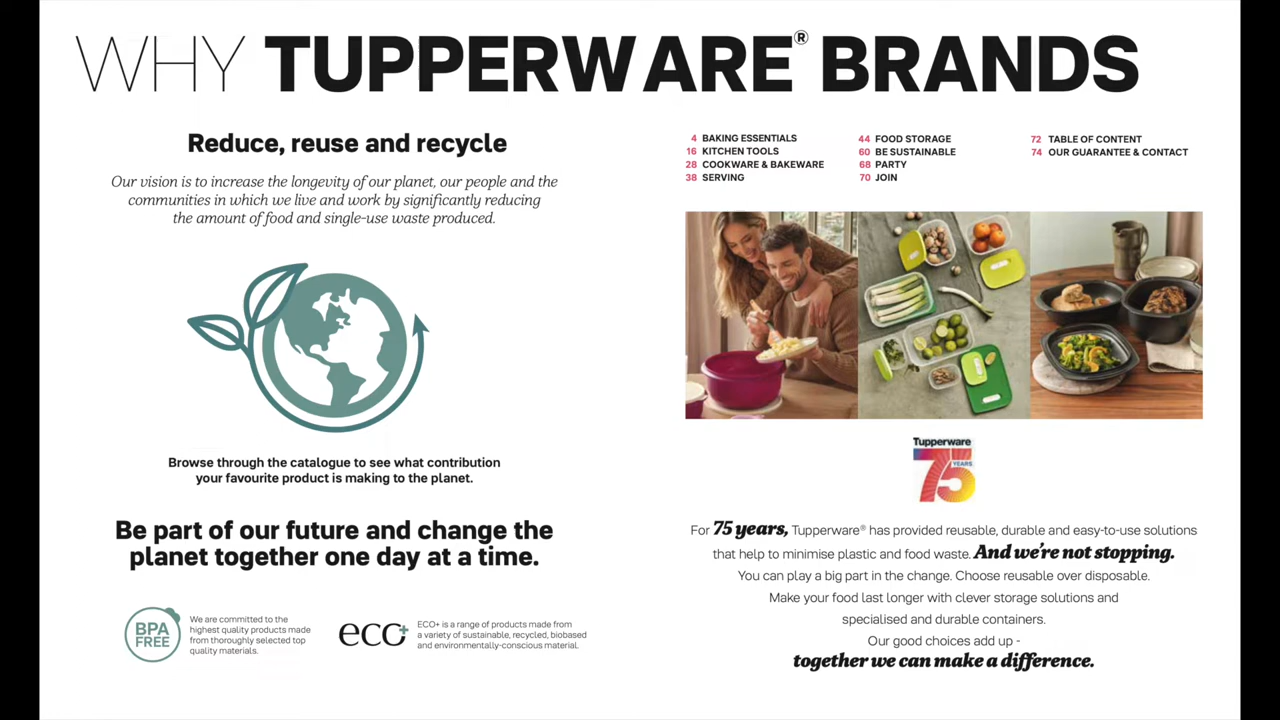 WHY TUPPERWARE® BRANDS
Reduce, reuse and recycle
Our vision is to increase the longevity of our planet, our people and the
communities in which we live and work by significantly reducing
the amount of food and single-use waste produced.
Browse through the catalogue to see what contribution
your favourite product is making to the planet.
Be part of our future and change the
planet together one day at a time.
BPA
FREE
We are committed to the
highest quality products made
from thoroughly selected top
quality materials.
eco+
ECO+ is a range of products made from
a variety of sustainable, recycled, biobased
and environmentally-conscious material.
4 BAKING ESSENTIALS
16 KITCHEN TOOLS
28 COOKWARE & BAKEWARE
38 SERVING
44 FOOD STORAGE
60 BE SUSTAINABLE
68 PARTY
70 JOIN
72 TABLE OF CONTENT
74 OUR GUARANTEE & CONTACT
Tupperware
75
YEARS
For 75 years, Tupperware® has provided reusable, durable and easy-to-use solutions
that help to minimise plastic and food waste. And we're not stopping.
You can play a big part in the change. Choose reusable over disposable.
Make your food last longer with clever storage solutions and
specialised and durable containers.
Our good choices add up -
together we can make a difference.